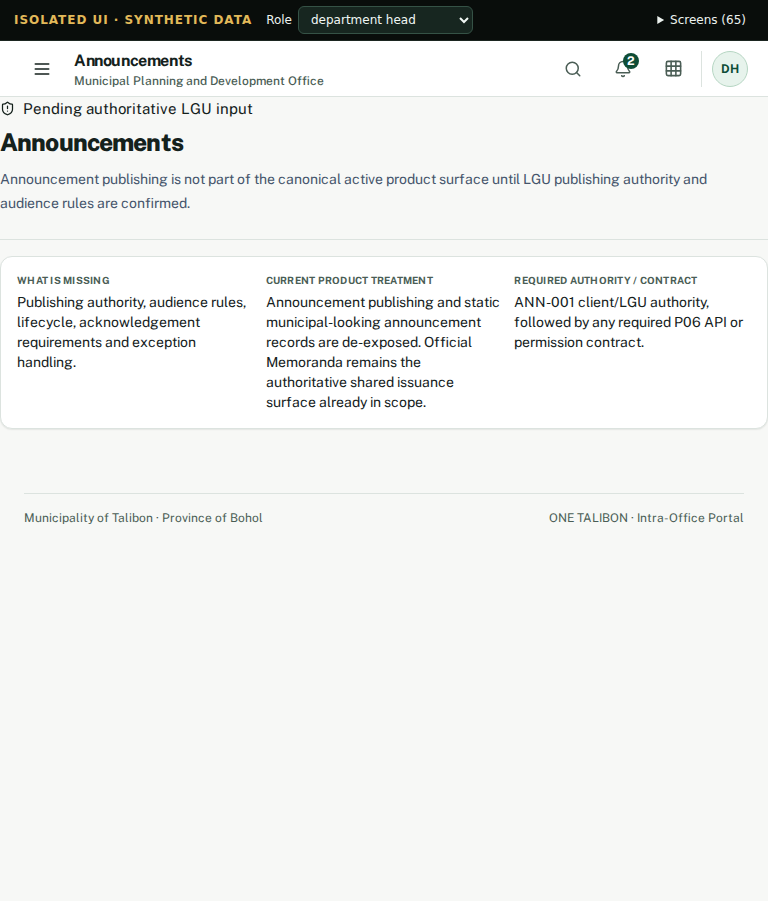 ISOLATED UI · SYNTHETIC DATA Role department head Screens (65)
Announcements
Municipal Planning and Development Office
2
DH
Pending authoritative LGU input
Announcements
Announcement publishing is not part of the canonical active product surface until LGU publishing authority and
audience rules are confirmed.
WHAT IS MISSING
Publishing authority, audience rules,
lifecycle, acknowledgement
requirements and exception
handling.
CURRENT PRODUCT TREATMENT
Announcement publishing and static
municipal-looking announcement
records are de-exposed. Official
Memoranda remains the
authoritative shared issuance
surface already in scope.
REQUIRED AUTHORITY / CONTRACT
ANN-001 client/LGU authority,
followed by any required P06 API or
permission contract.
Municipality of Talibon · Province of Bohol
ONE TALIBON · Intra-Office Portal